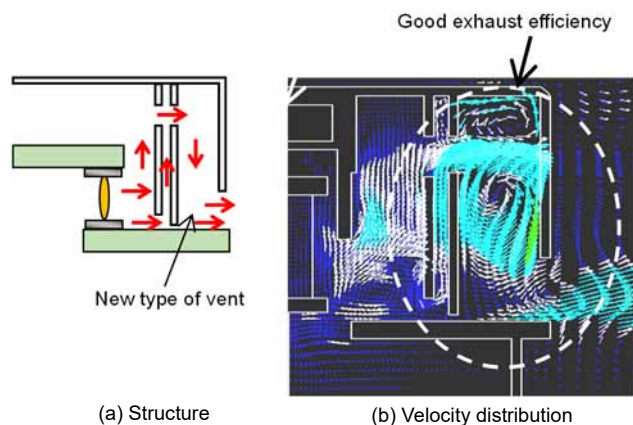 Good exhaust efficiency
New type of vent
(a) Structure
(b) Velocity distribution